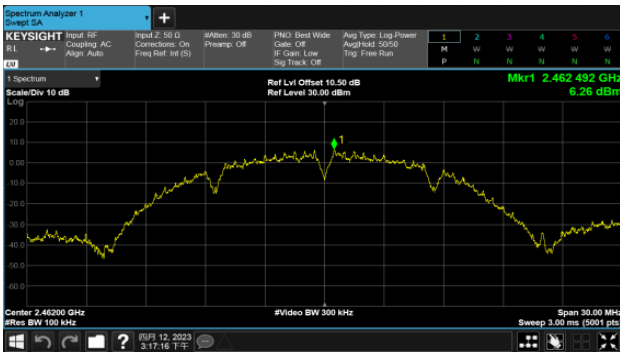 Spectrum Analyzer 1
Swept SA
+
KEYSIGHT Input: RF Input Z: 50 Ω #Atten: 30 dB PNO: Best Wide Avg Type: Log-Power 1 2 3 4 5 6
RL Coupling: AC Corrections: On Preamp: Off Gate: Off Avg|Hold: 50/50 M W W W W W
Align: Auto Freq Ref: Int (S) IF Gain: Low Trig: Free Run
LXI Sig Track: Off P N N N N N
1 Spectrum Ref Lvl Offset 10.50 dB Mkr1 2.462 492 GHz
Scale/Div 10 dB Ref Level 30.00 dBm 6.26 dBm
Log
20.0
10.0
1
0.00
-10.0
-20.0
-30.0
-40.0
-50.0
-60.0
Center 2.46200 GHz #Video BW 300 kHz Span 30.00 MHz
#Res BW 100 kHz Sweep 3.00 ms (5001 pts)
? 四月 12, 2023
3:17:16 下午